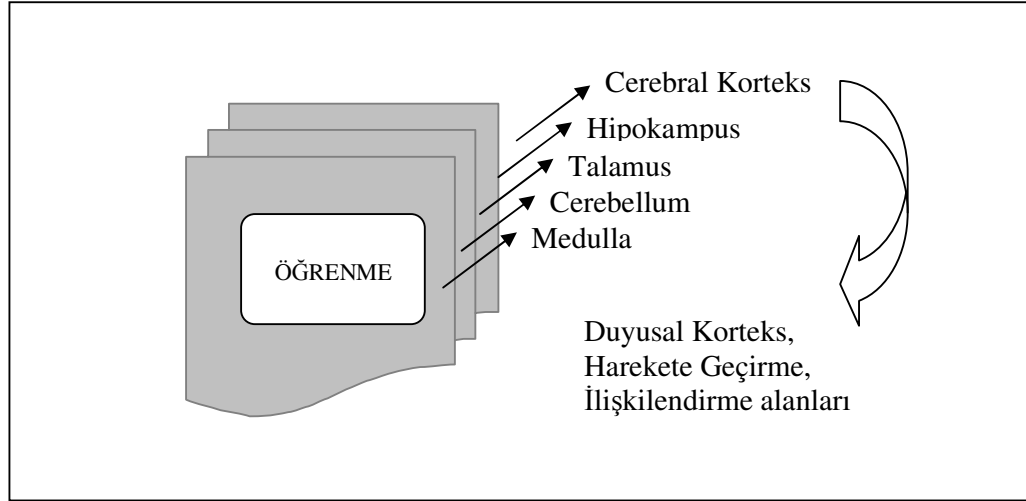 Cerebral Korteks
Hipokampus
Talamus
Cerebellum
Medulla
ÖĞRENME
Duyusal Korteks,
Harekete Geçirme,
İlişkilendirme alanları